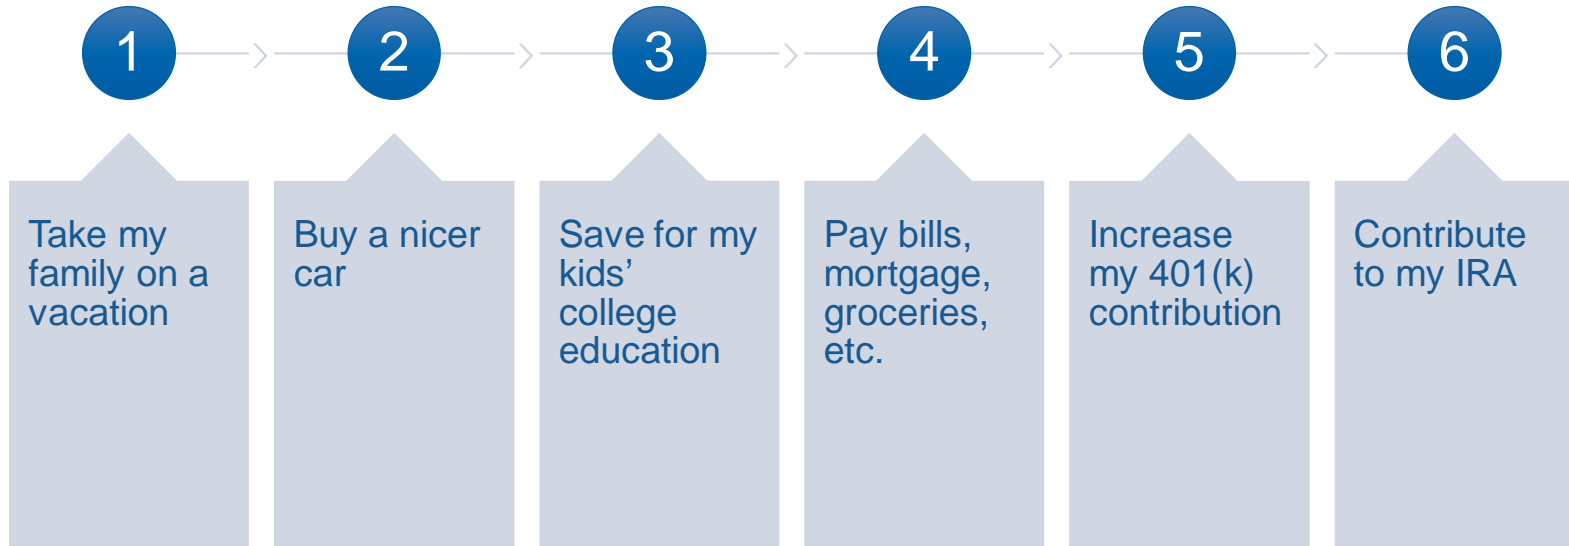 1
2
3
4
5
6
Take my
family on a
vacation
Buy a nicer
car
Save for my
kids’
college
education
Pay bills,
mortgage,
groceries,
etc.
Increase
my 401(k)
contribution
Contribute
to my IRA